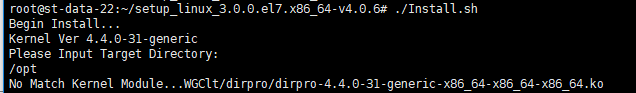 root@st-data-22:~/setup_linux_3.0.0.el7.x86_64-v4.0.6# ./Install.sh
Begin Install...
Kernel Ver 4.4.0-31-generic
Please Input Target Directory:
/opt
No Match Kernel Module...WGClt/dirpro/dirpro-4.4.0-31-generic-x86_64-x86_64-x86_64.ko